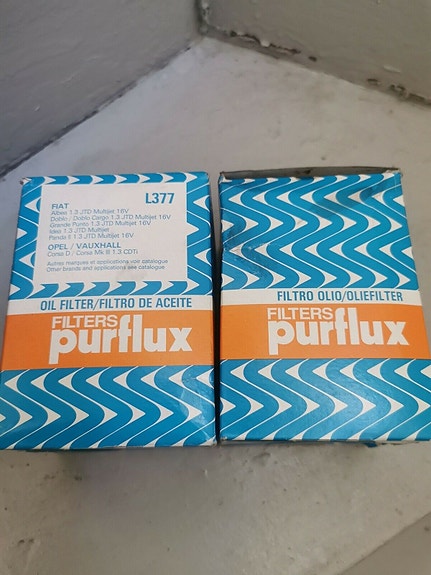 L377
FIAT
Albea 1.3 JTD Multijet 16V
Doblo / Doblo Cargo 1.3 JTD Multijet 16V
Grande Punto 1.3 JTD Multijet 16V
Idea 1.3 JTD Multijet
Panda II 1.3 JTD Multijet 16V
OPEL / VAUXHALL
Corsa D / Corsa Mk III 1.3 CDTi
Autres marques et applications voir catalogue
Other brands and applications see catalogue
OIL FILTER/FILTRO DE ACEITE
FILTERS
purflux
FILTRO OLIO/OLIEFILTER
FILTERS
purflux